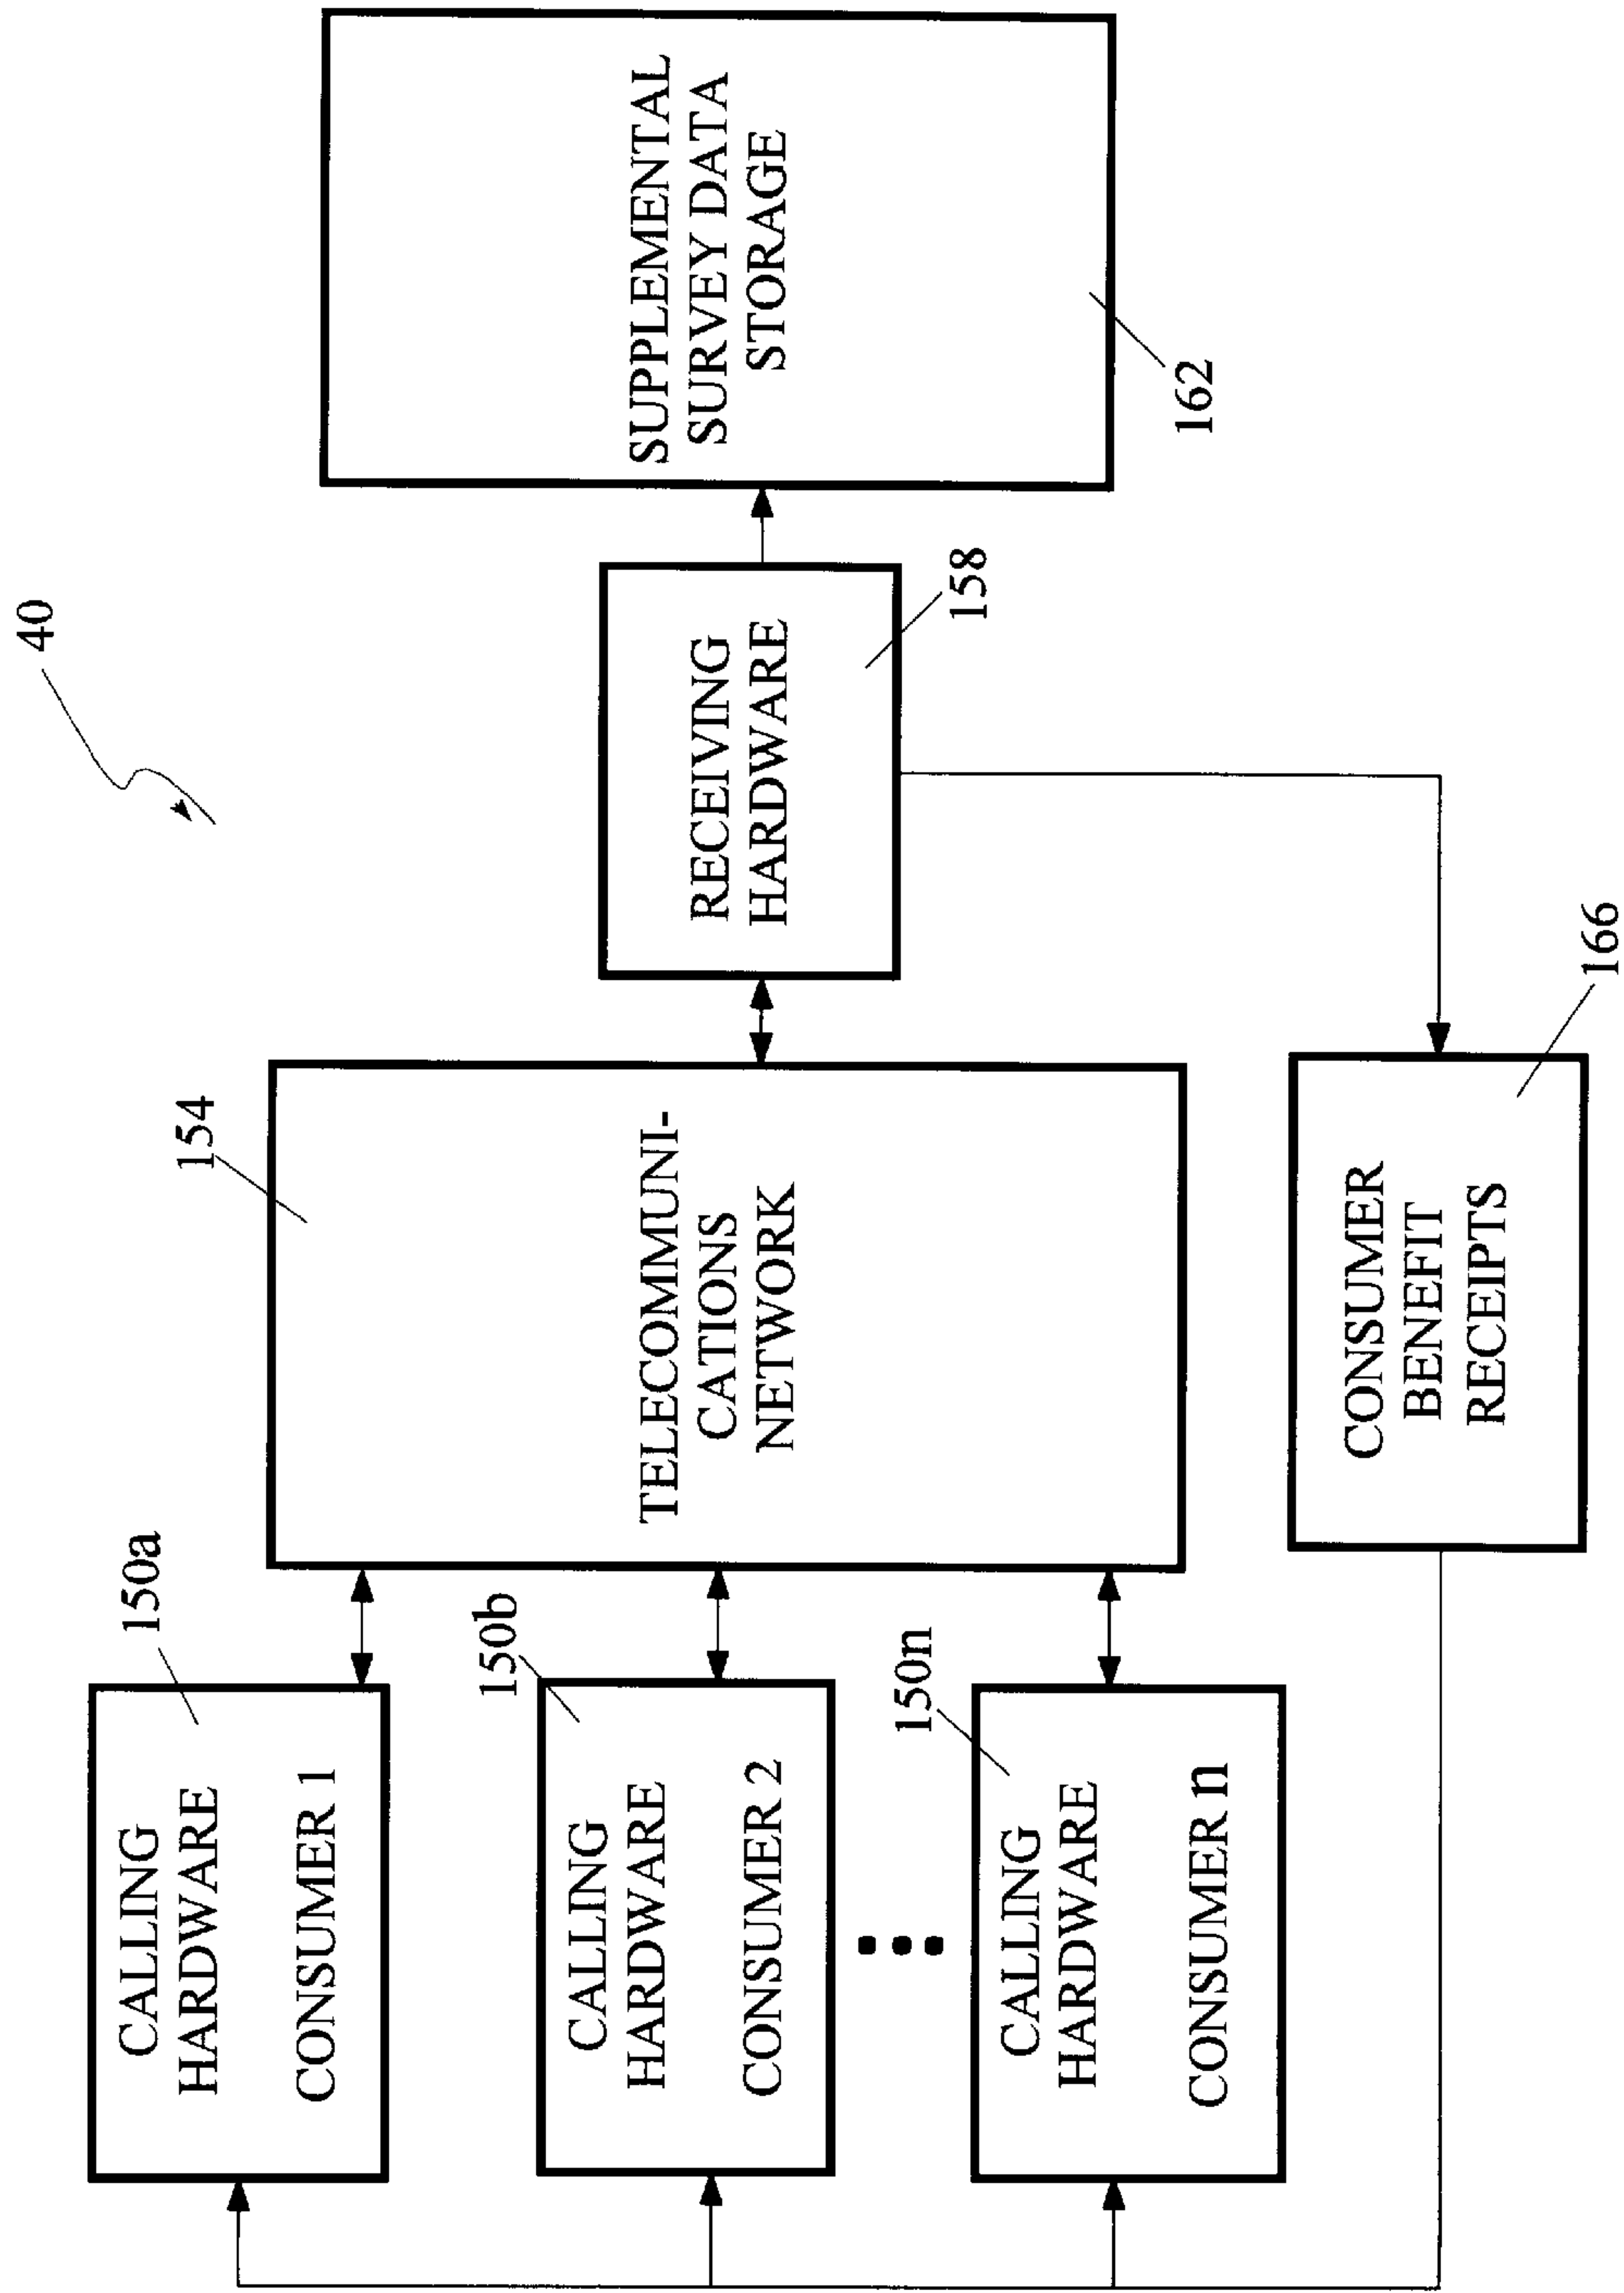 40
150a
CALLING
HARDWARE
CONSUMER 1
150b
CALLING
HARDWARE
CONSUMER 2
150n
CALLING
HARDWARE
CONSUMER n
154
TELECOMMUNI-
CATIONS
NETWORK
RECEIVING
HARDWARE
158
SUPPLEMENTAL
SURVEY DATA
STORAGE
162
CONSUMER
BENEFIT
RECEIPTS
166